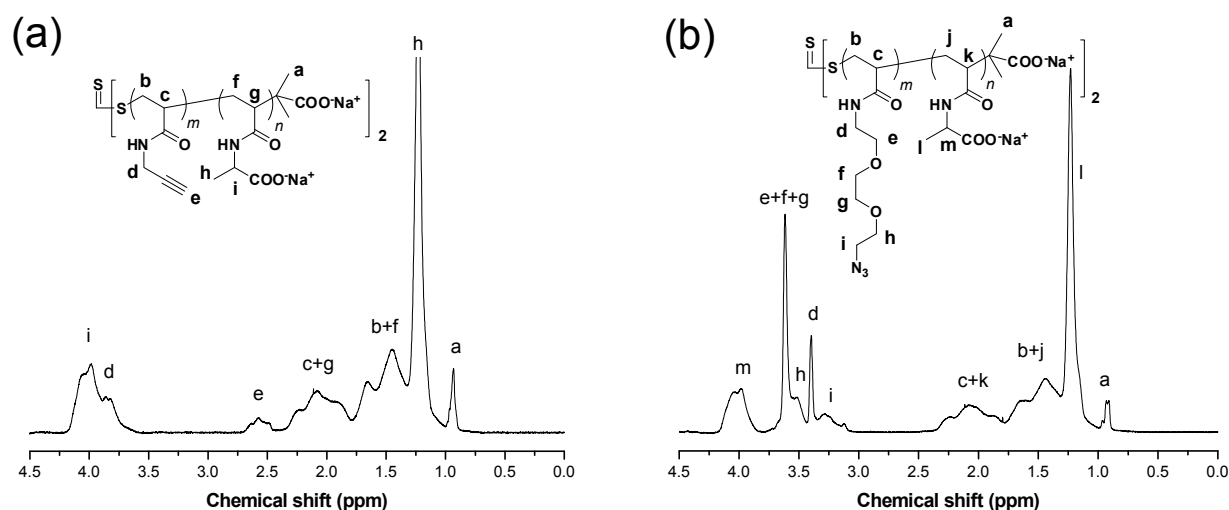 (a)
h
a
b
f
S
c
g
S
COO⁻Na⁺
m
n
HN
O
HN
O
2
d
h
COO⁻Na⁺
e
i
h
i
d
e
c+g
b+f
a
4.5 4.0 3.5 3.0 2.5 2.0 1.5 1.0 0.5 0.0
Chemical shift (ppm)
(b)
a
b
j
S
c
k
S
COO⁻Na⁺
m
n
HN
O
HN
O
2
d
m
COO⁻Na⁺
e
l
O
f
g
O
i
h
N₃
l
e+f+g
d
m
h
i
c+k
b+j
a
4.5 4.0 3.5 3.0 2.5 2.0 1.5 1.0 0.5 0.0
Chemical shift (ppm)